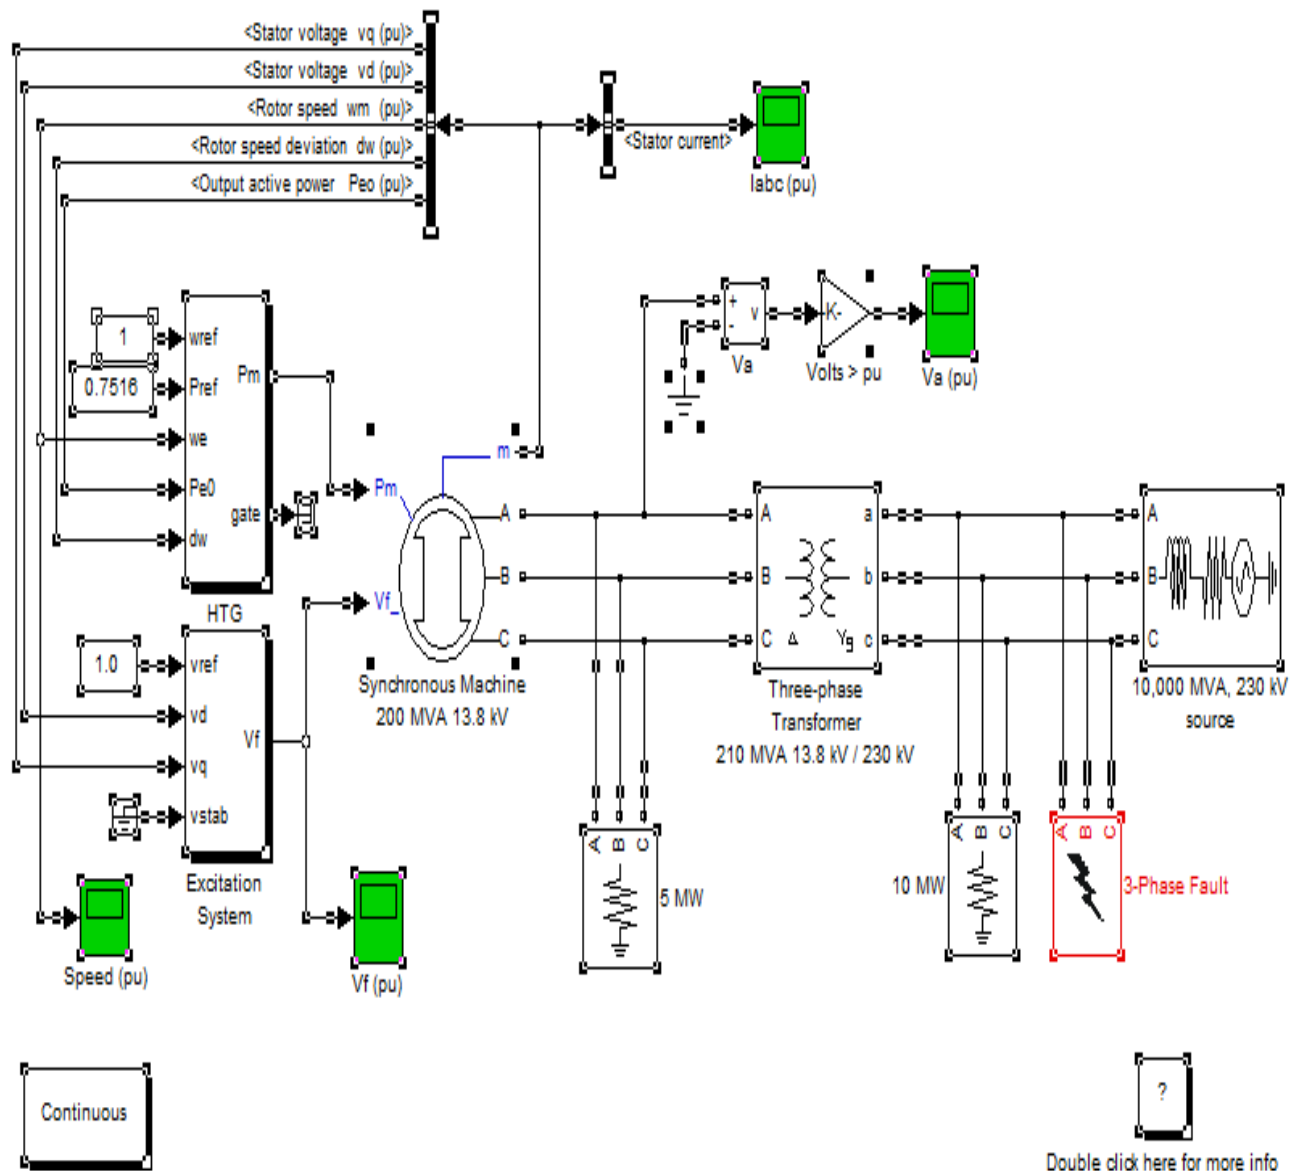 <Stator voltage vq (pu)>
<Stator voltage vd (pu)>
<Rotor speed wm (pu)>
<Rotor speed deviation dw (pu)>
<Output active power Peo (pu)>
<Stator current>
Iabc (pu)
+
-
v
Va
K-
Volts > pu
Va (pu)
1
0.7516
wref
Pref
we
Pe0
dw
Pm
gate
HTG
1.0
vref
vd
vq
vstab
Vf
Excitation
System
Speed (pu)
Vf (pu)
Pm
Vf_
m
A
B
C
Synchronous Machine
200 MVA 13.8 kV
A
B
C
a
b
c
Δ
Yg
Three-phase
Transformer
210 MVA 13.8 kV / 230 kV
A
B
C
10,000 MVA, 230 kV
source
A B C
5 MW
A B C
10 MW
A B C
3-Phase Fault
Continuous
?
Double click here for more info